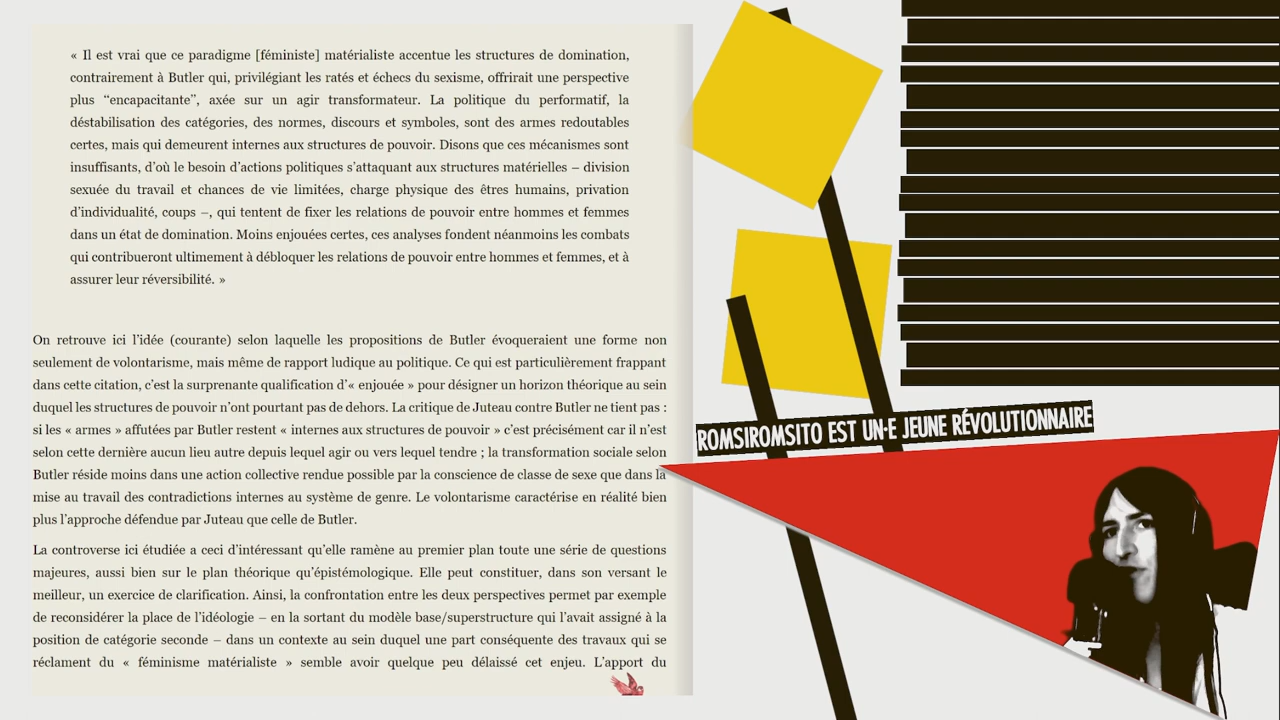 « Il est vrai que ce paradigme [féministe] matérialiste accentue les structures de domination,
contrairement à Butler qui, privilégiant les ratés et échecs du sexisme, offrirait une perspective
plus “encapacitante”, axée sur un agir transformateur. La politique du performatif, la
déstabilisation des catégories, des normes, discours et symboles, sont des armes redoutables
certes, mais qui demeurent internes aux structures de pouvoir. Disons que ces mécanismes sont
insuffisants, d’où le besoin d’actions politiques s’attaquant aux structures matérielles – division
sexuée du travail et chances de vie limitées, charge physique des êtres humains, privation
d’individualité, coups –, qui tentent de fixer les relations de pouvoir entre hommes et femmes
dans un état de domination. Moins enjouées certes, ces analyses fondent néanmoins les combats
qui contribueront ultimement à débloquer les relations de pouvoir entre hommes et femmes, et à
assurer leur réversibilité. »
On retrouve ici l’idée (courante) selon laquelle les propositions de Butler évoqueraient une forme non
seulement de volontarisme, mais même de rapport ludique au politique. Ce qui est particulièrement frappant
dans cette citation, c’est la surprenante qualification d’« enjouée » pour désigner un horizon théorique au sein
duquel les structures de pouvoir n’ont pourtant pas de dehors. La critique de Juteau contre Butler ne tient pas :
si les « armes » affutées par Butler restent « internes aux structures de pouvoir » c’est précisément car il n’est
selon cette dernière aucun lieu autre depuis lequel agir ou vers lequel tendre ; la transformation sociale selon
Butler réside moins dans une action collective rendue possible par la conscience de classe de sexe que dans la
mise au travail des contradictions internes au système de genre. Le volontarisme caractérise en réalité bien
plus l’approche défendue par Juteau que celle de Butler.
La controverse ici étudiée a ceci d’intéressant qu’elle ramène au premier plan toute une série de questions
majeures, aussi bien sur le plan théorique qu’épistémologique. Elle peut constituer, dans son versant le
meilleur, un exercice de clarification. Ainsi, la confrontation entre les deux perspectives permet par exemple
de reconsidérer la place de l’idéologie – en la sortant du modèle base/superstructure qui l’avait assigné à la
position de catégorie seconde – dans un contexte au sein duquel une part conséquente des travaux qui se
réclament du « féminisme matérialiste » semble avoir quelque peu délaissé cet enjeu. L’apport du
ROMSIROMSITO EST UN·E JEUNE RÉVOLUTIONNAIRE